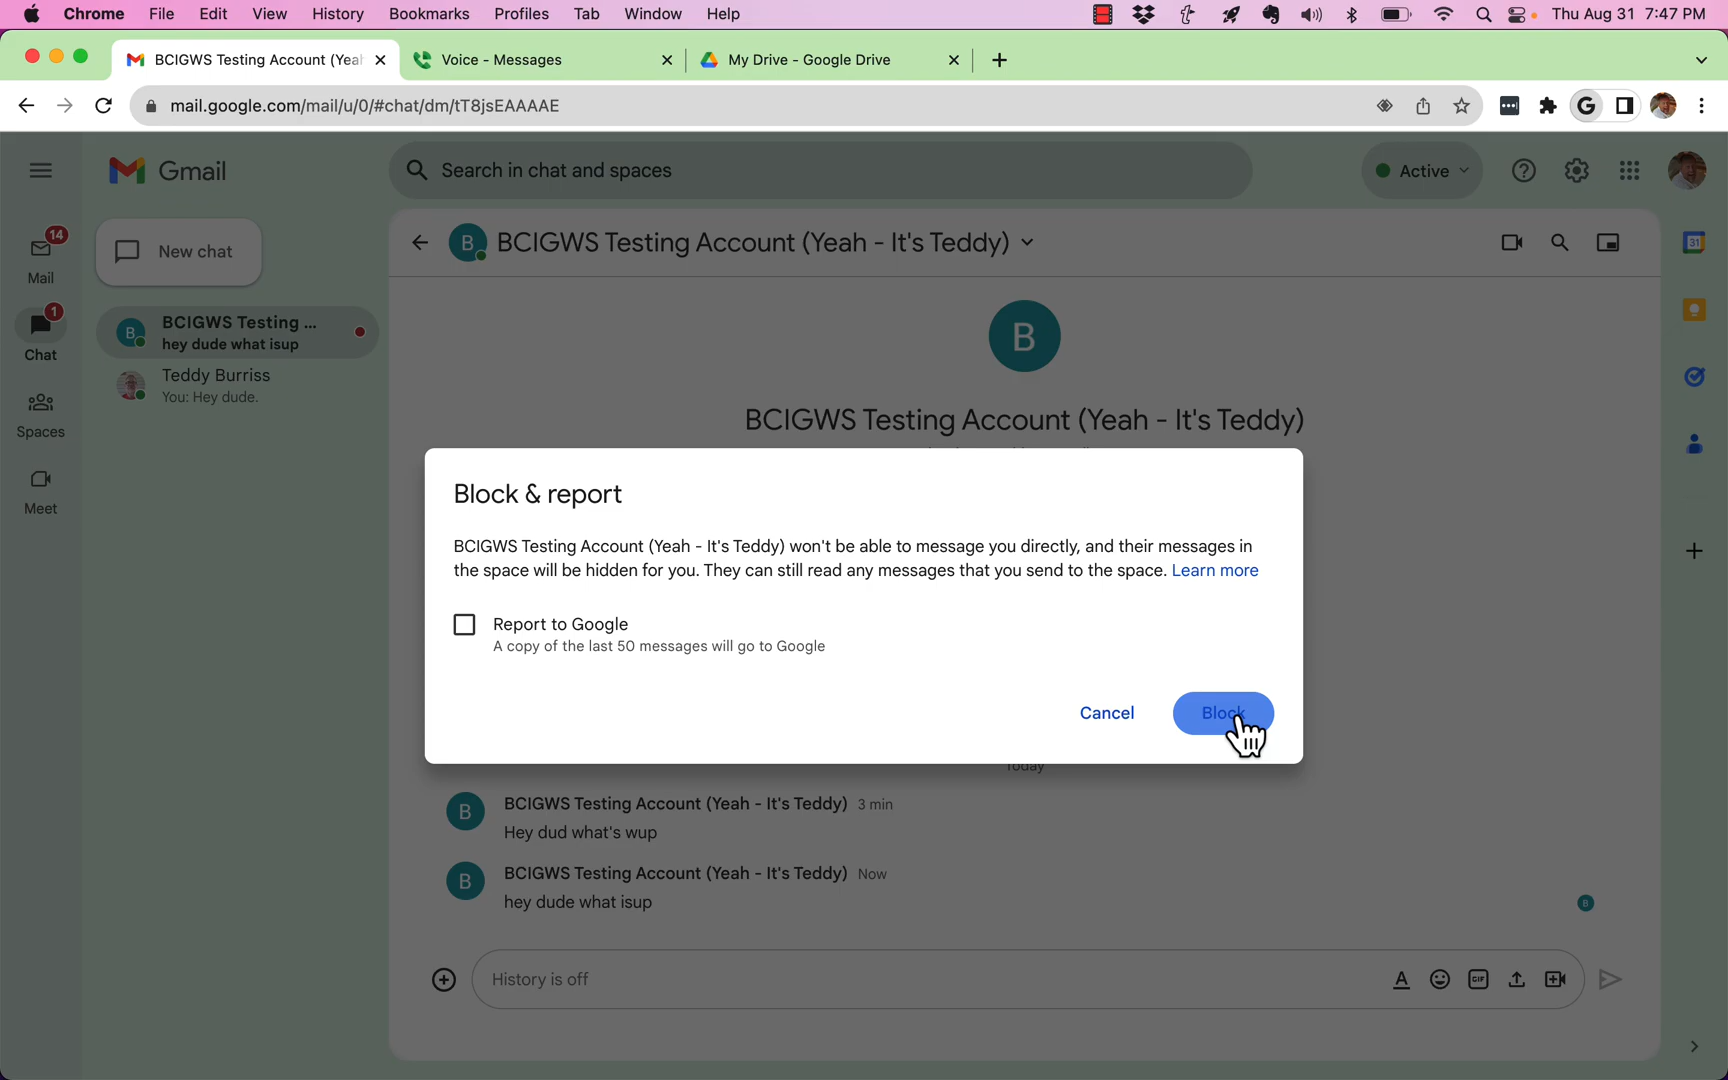 Chrome File Edit View History Bookmarks Profiles Tab Window Help Thu Aug 31 7:47 PM
BCIGWS Testing Account (Yeah Voice - Messages My Drive - Google Drive
mail.google.com/mail/u/0/#chat/dm/tT8jsEAAAAE
Gmail
Search in chat and spaces
Active
14
Mail
New chat
BCIGWS Testing Account (Yeah - It's Teddy)
31
B
1
Chat
B
BCIGWS Testing ...
hey dude what isup
Teddy Burriss
You: Hey dude.
Spaces
Meet
B
BCIGWS Testing Account (Yeah - It's Teddy)
Block & report
BCIGWS Testing Account (Yeah - It's Teddy) won't be able to message you directly, and their messages in
the space will be hidden for you. They can still read any messages that you send to the space. Learn more
Report to Google
A copy of the last 50 messages will go to Google
Cancel
Block
Today
B
BCIGWS Testing Account (Yeah - It's Teddy) 3 min
Hey dud what's wup
B
BCIGWS Testing Account (Yeah - It's Teddy) Now
hey dude what isup
B
History is off
A
GIF